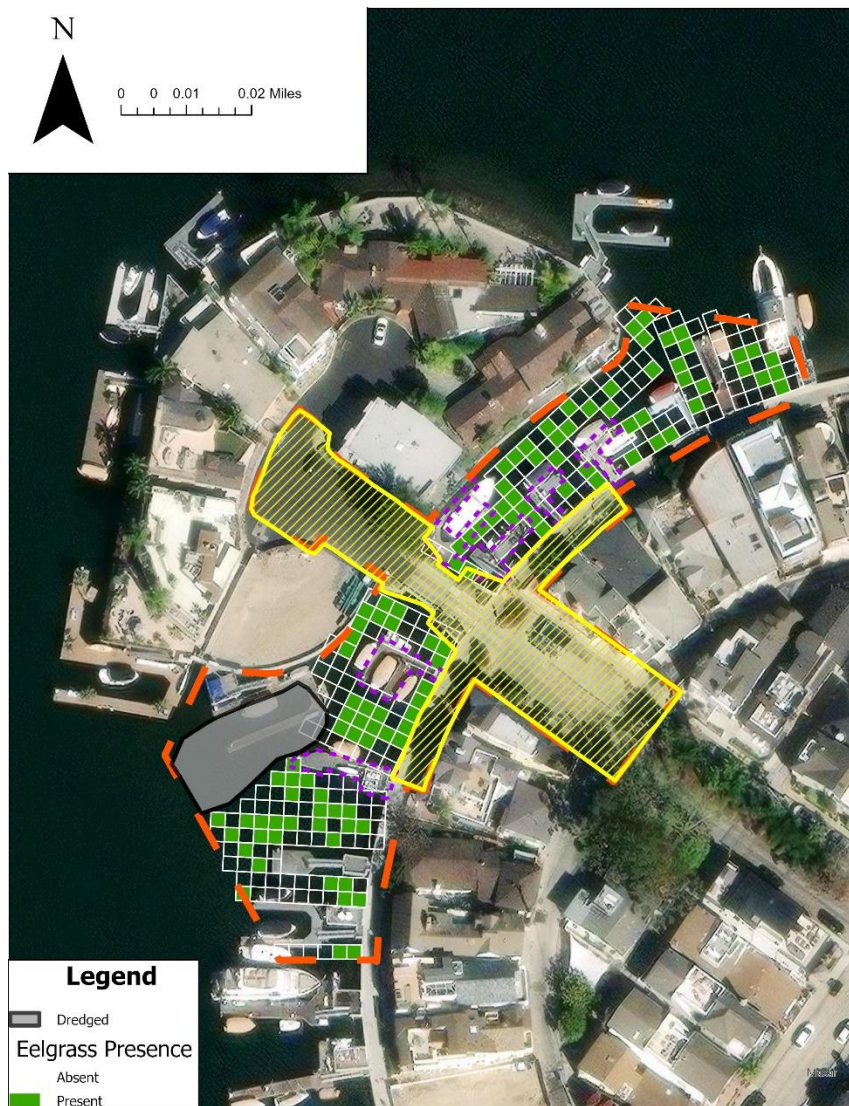 N
0 0 0.01 0.02 Miles
Legend
Dredged
Eelgrass Presence
Absent
Present